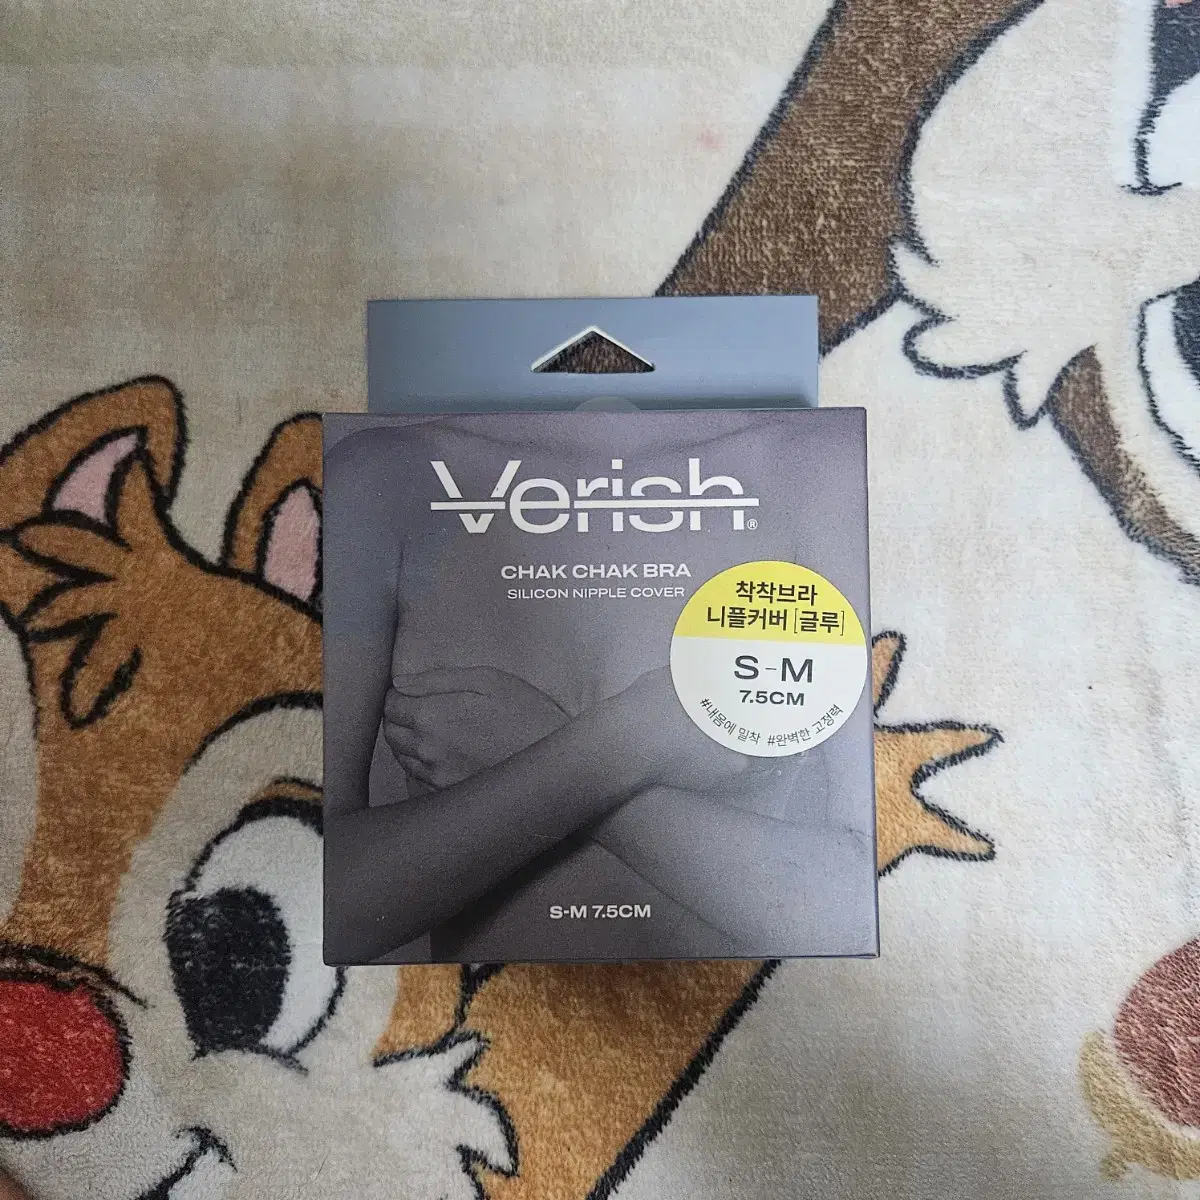 Verish®
CHAK CHAK BRA
SILICON NIPPLE COVER
착착브라
니플커버 [글루]
S-M
7.5CM
#내몸에 밀착 #완벽한 고정력
S-M 7.5CM